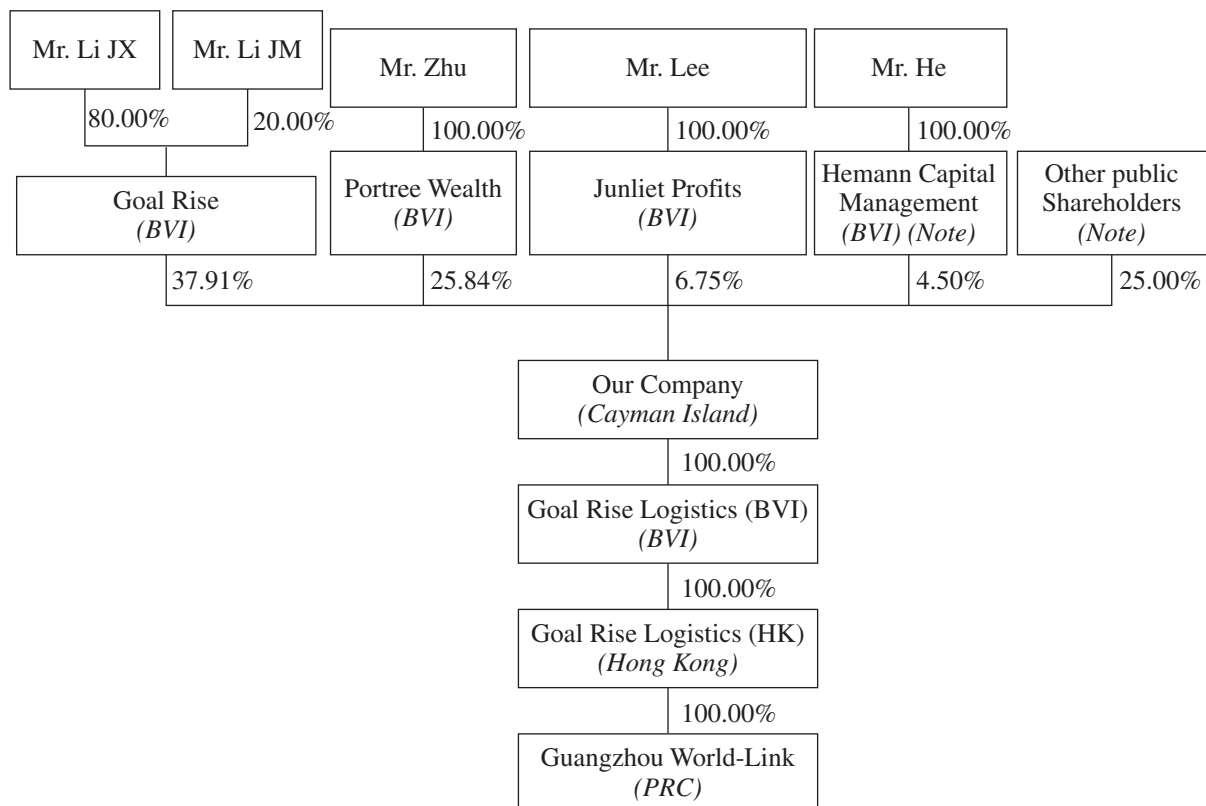 Mr. Li JX
Mr. Li JM
Mr. Zhu
Mr. Lee
Mr. He
80.00%
20.00%
100.00%
100.00%
100.00%
Goal Rise
(BVI)
Portree Wealth
(BVI)
Junliet Profits
(BVI)
Hemann Capital
Management
(BVI) (Note)
Other public
Shareholders
(Note)
37.91%
25.84%
6.75%
4.50%
25.00%
Our Company
(Cayman Island)
100.00%
Goal Rise Logistics (BVI)
(BVI)
100.00%
Goal Rise Logistics (HK)
(Hong Kong)
100.00%
Guangzhou World-Link
(PRC)